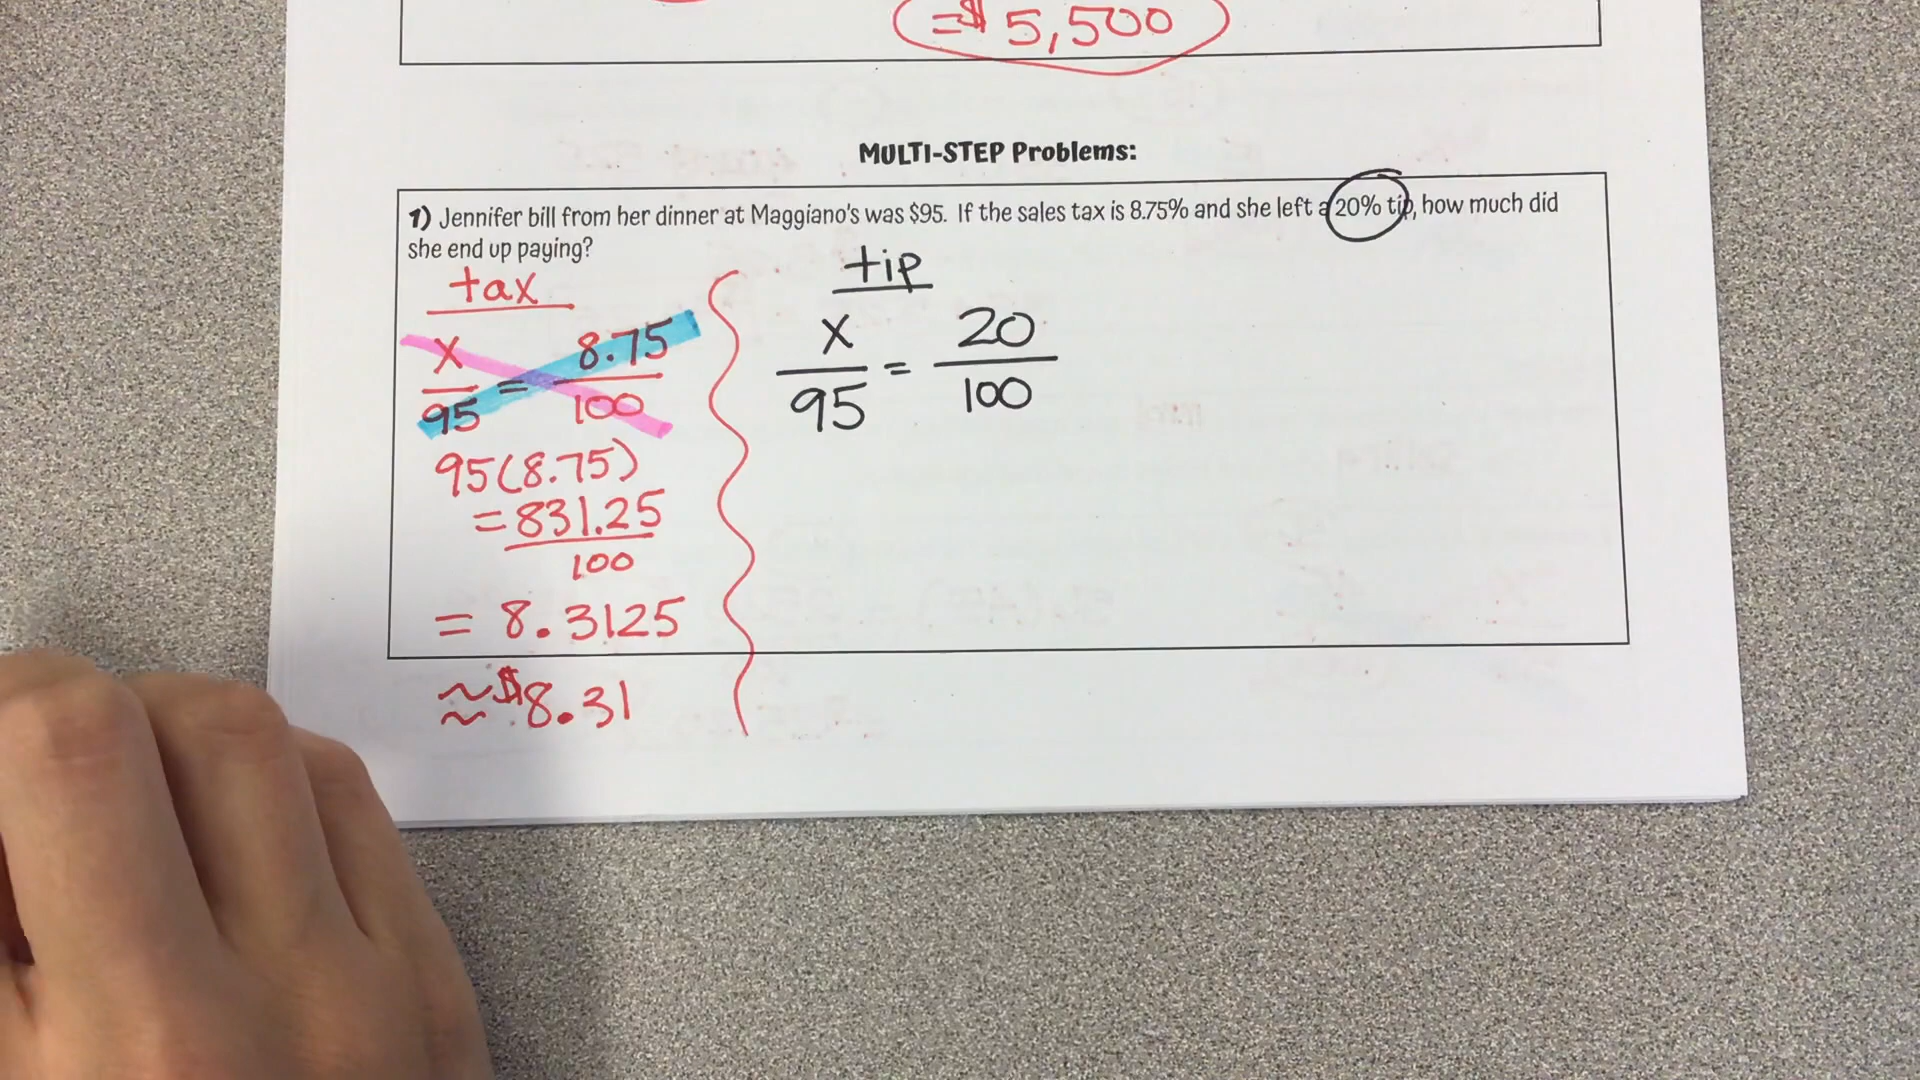 =$5,500
MULTI-STEP Problems:
1) Jennifer bill from her dinner at Maggiano's was $95. If the sales tax is 8.75% and she left a 20% tip, how much did
she end up paying?
tax
x/95 = 8.75/100
95(8.75)
=831.25
100
= 8.3125
≈$8.31
tip
x/95 = 20/100